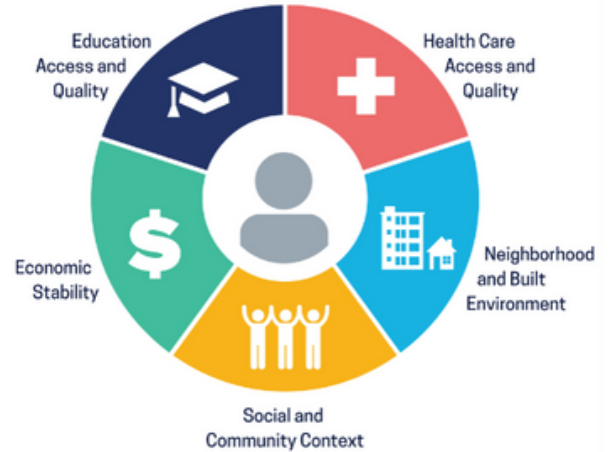 Education
Access and
Quality
Health Care
Access and
Quality
Economic
Stability
Neighborhood
and Built
Environment
Social and
Community Context